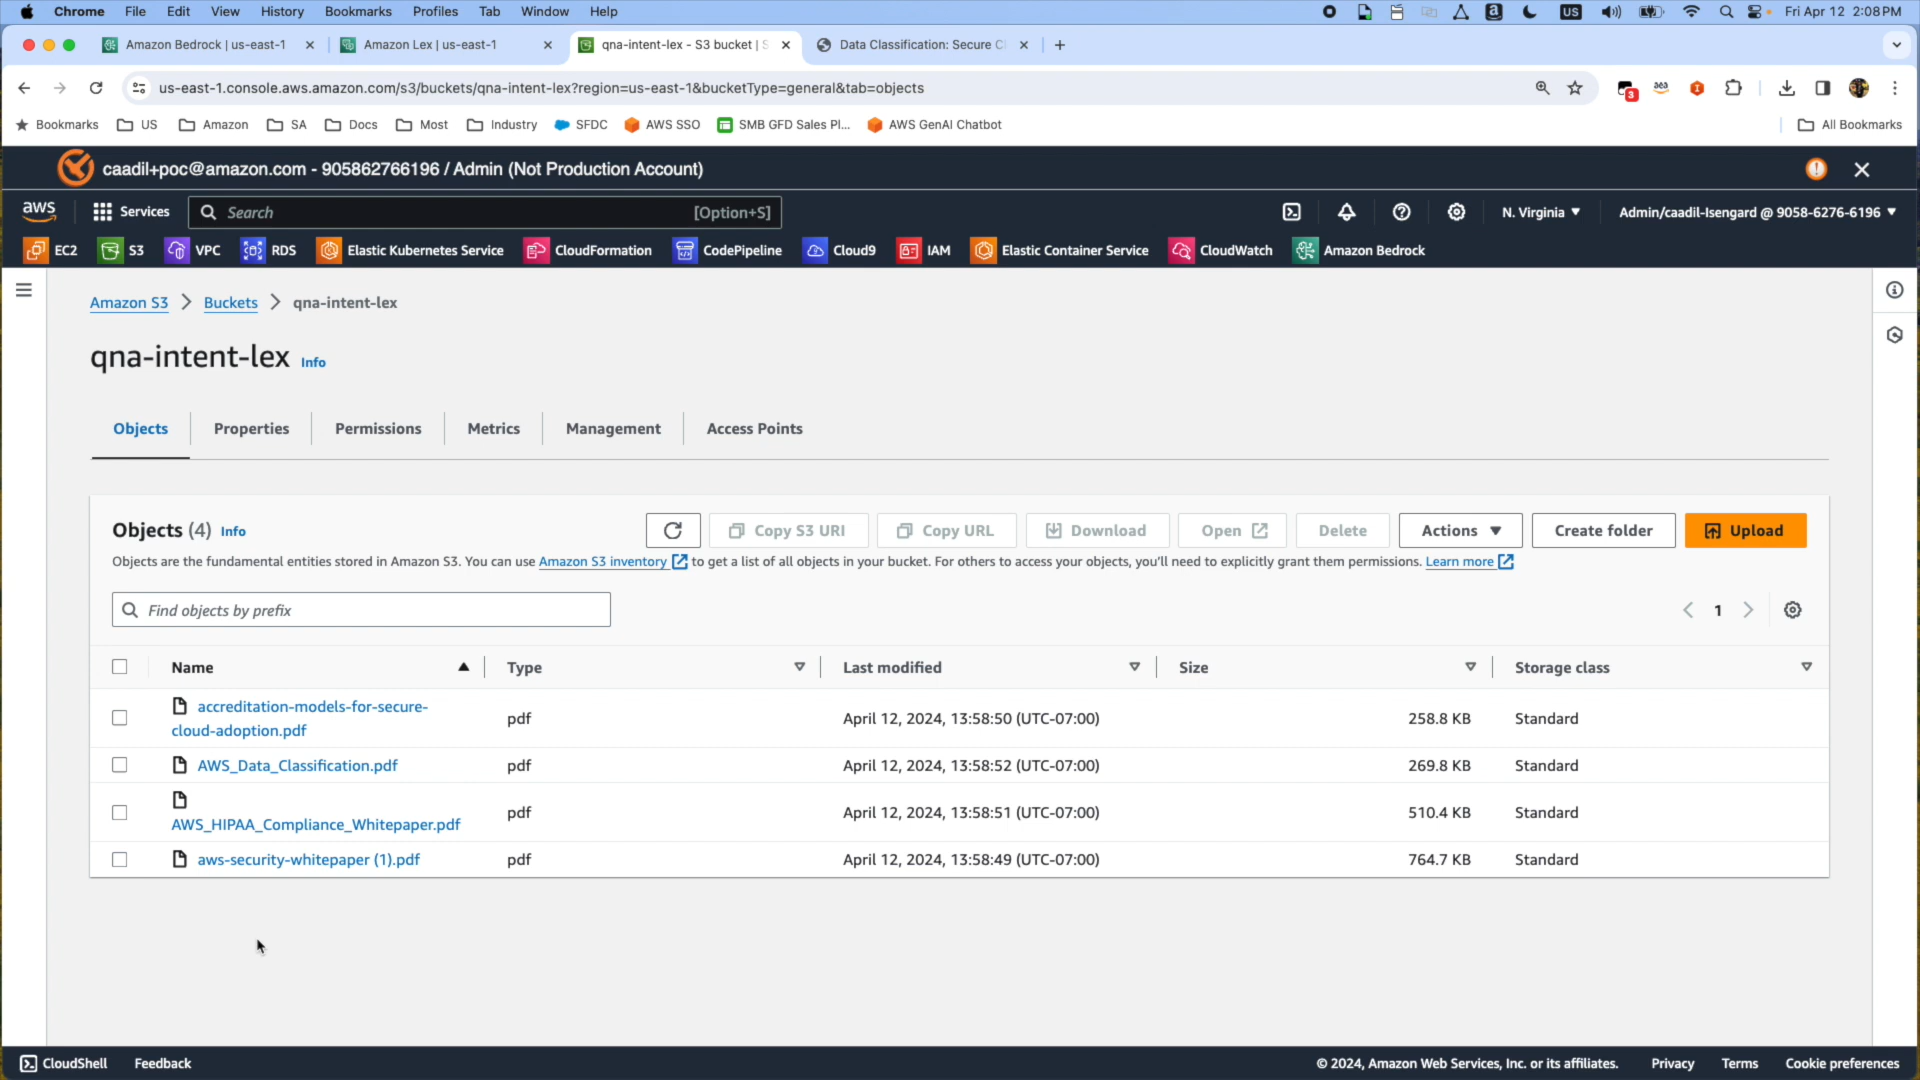 Chrome File Edit View History Bookmarks Profiles Tab Window Help US Fri Apr 12 2:08 PM
Amazon Bedrock | us-east-1 Amazon Lex | us-east-1 qna-intent-lex - S3 bucket | S Data Classification: Secure C
us-east-1.console.aws.amazon.com/s3/buckets/qna-intent-lex?region=us-east-1&bucketType=general&tab=objects 3
Bookmarks US Amazon SA Docs Most Industry SFDC AWS SSO SMB GFD Sales Pl... AWS GenAI Chatbot All Bookmarks
caadil+poc@amazon.com - 905862766196 / Admin (Not Production Account)
aws Services Search [Option+S] N. Virginia Admin/caadil-Isengard @ 9058-6276-6196
EC2 S3 VPC RDS Elastic Kubernetes Service CloudFormation CodePipeline Cloud9 IAM Elastic Container Service CloudWatch Amazon Bedrock
Amazon S3 > Buckets > qna-intent-lex
qna-intent-lex Info
Objects Properties Permissions Metrics Management Access Points
Objects (4) Info Copy S3 URI Copy URL Download Open Delete Actions Create folder Upload
Objects are the fundamental entities stored in Amazon S3. You can use Amazon S3 inventory to get a list of all objects in your bucket. For others to access your objects, you'll need to explicitly grant them permissions. Learn more
Find objects by prefix 1
Name Type Last modified Size Storage class
accreditation-models-for-secure-
cloud-adoption.pdf pdf April 12, 2024, 13:58:50 (UTC-07:00) 258.8 KB Standard
AWS_Data_Classification.pdf pdf April 12, 2024, 13:58:52 (UTC-07:00) 269.8 KB Standard
AWS_HIPAA_Compliance_Whitepaper.pdf pdf April 12, 2024, 13:58:51 (UTC-07:00) 510.4 KB Standard
aws-security-whitepaper (1).pdf pdf April 12, 2024, 13:58:49 (UTC-07:00) 764.7 KB Standard
CloudShell Feedback © 2024, Amazon Web Services, Inc. or its affiliates. Privacy Terms Cookie preferences